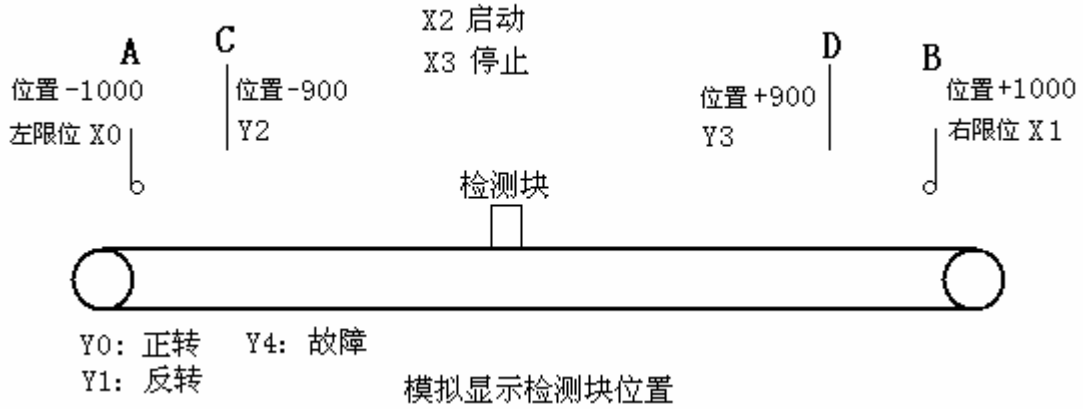 X2 启动
X3 停止
A
C
D
B
位置-1000
位置-900
位置+900
位置+1000
左限位 X0
Y2
Y3
右限位 X1
检测块
Y0: 正转 Y4: 故障
Y1: 反转
模拟显示检测块位置